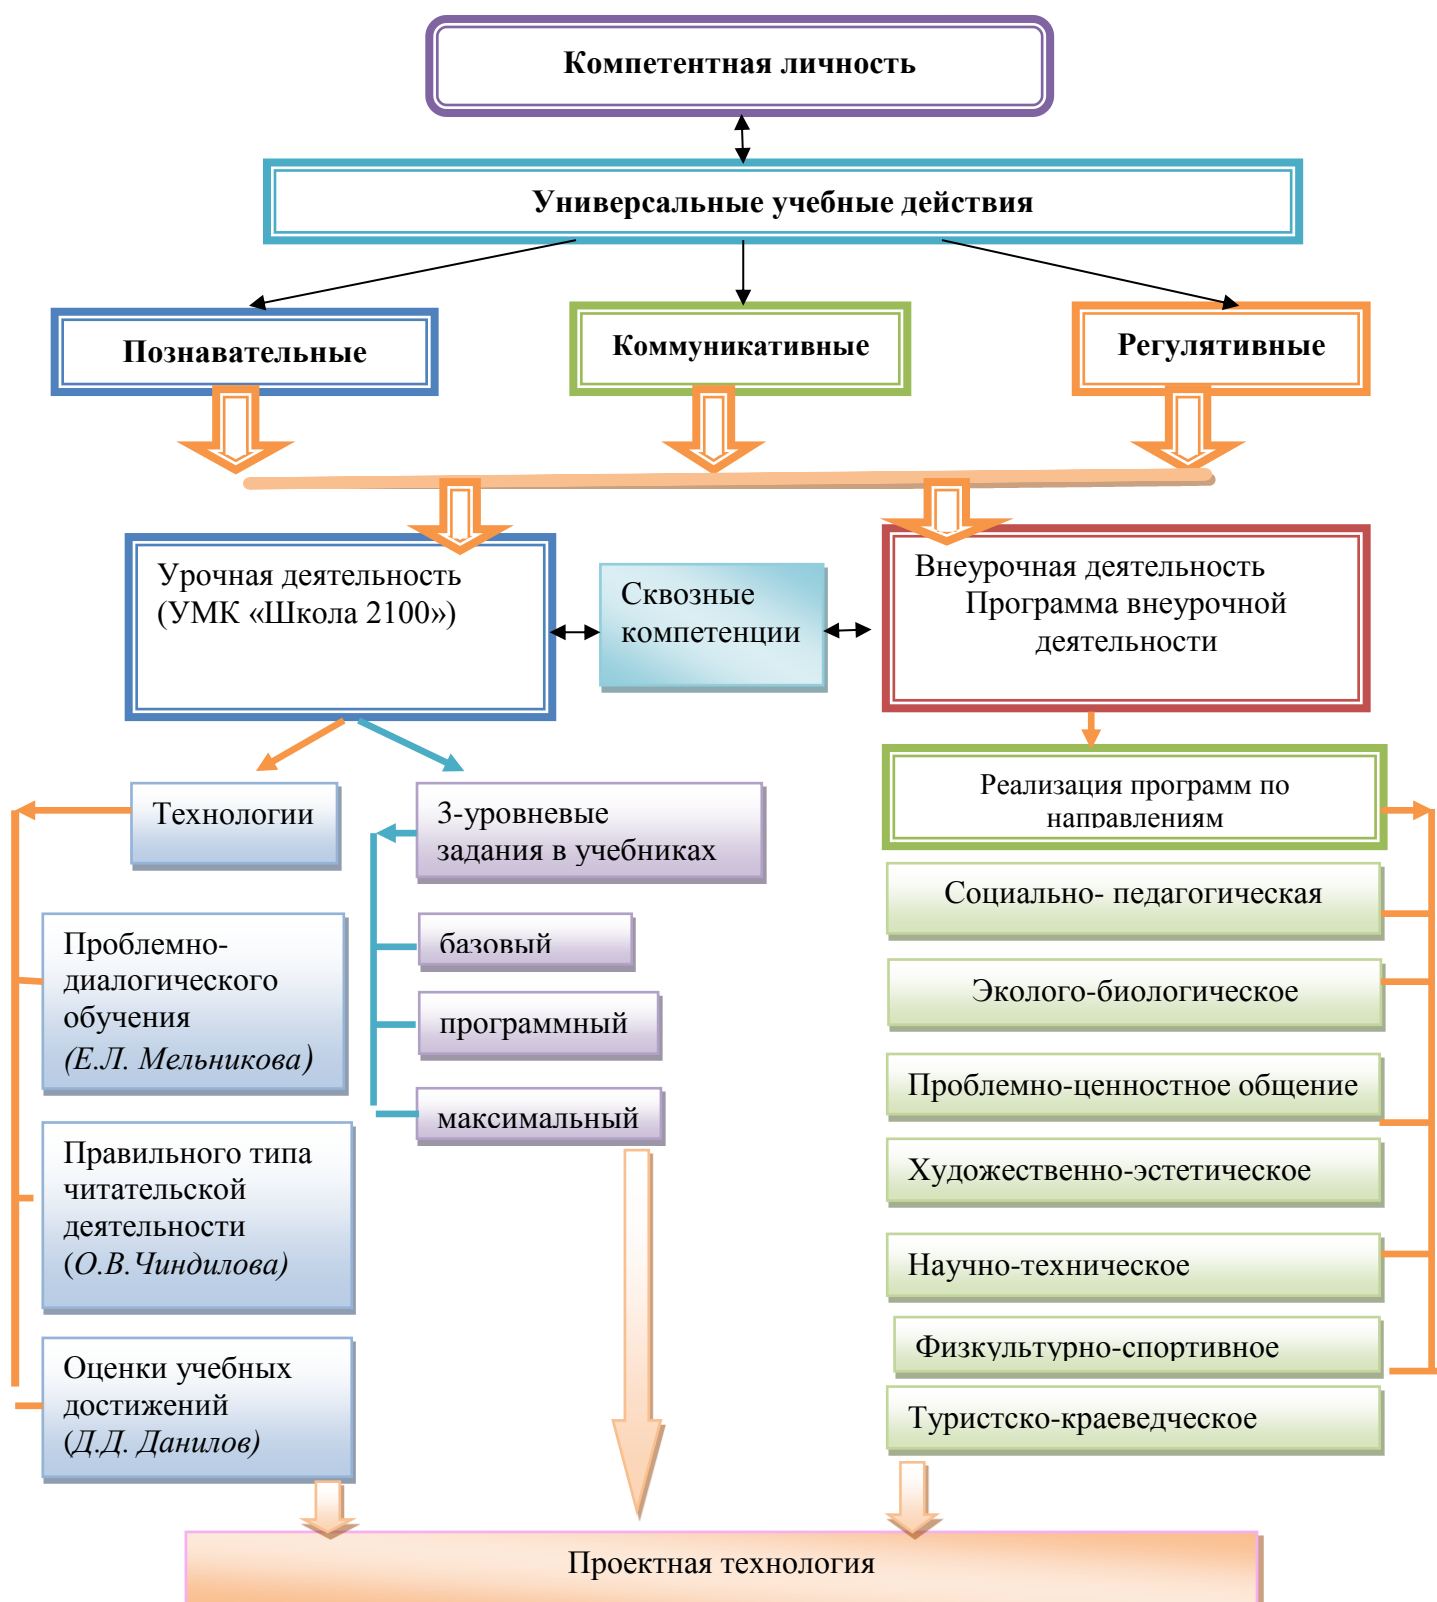 Компетентная личность
Универсальные учебные действия
Познавательные
Коммуникативные
Регулятивные
Урочная деятельность
(УМК «Школа 2100»)
Сквозные
компетенции
Внеурочная деятельность
Программа внеурочной
деятельности
Технологии
3-уровневые
задания в учебниках
Реализация программ по
направлениям
Проблемно-
диалогического
обучения
(Е.Л. Мельникова)
Правильного типа
читательской
деятельности
(О.В.Чиндилова)
Оценки учебных
достижений
(Д.Д. Данилов)
базовый
программный
максимальный
Социально- педагогическая
Эколого-биологическое
Проблемно-ценностное общение
Художественно-эстетическое
Научно-техническое
Физкультурно-спортивное
Туристско-краеведческое
Проектная технология